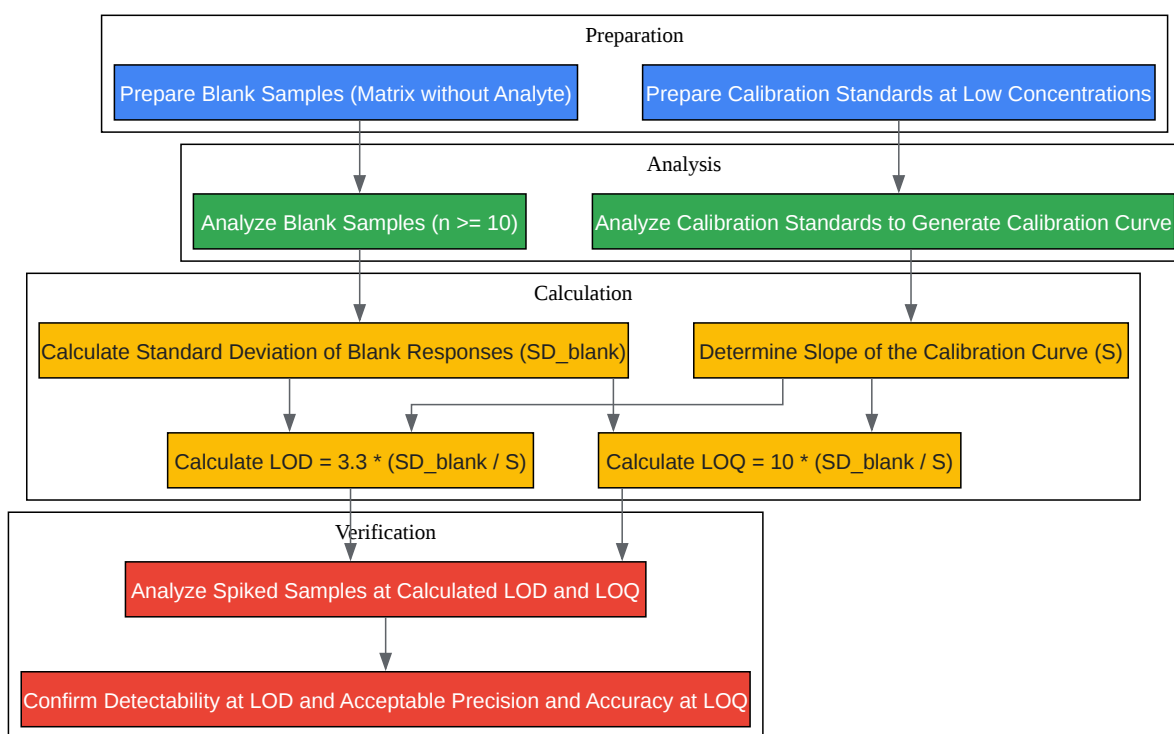 Preparation
Prepare Blank Samples (Matrix without Analyte)
Prepare Calibration Standards at Low Concentrations
Analysis
Analyze Blank Samples (n >= 10)
Analyze Calibration Standards to Generate Calibration Curve
Calculation
Calculate Standard Deviation of Blank Responses (SD_blank)
Determine Slope of the Calibration Curve (S)
Calculate LOD = 3.3 * (SD_blank / S)
Calculate LOQ = 10 * (SD_blank / S)
Verification
Analyze Spiked Samples at Calculated LOD and LOQ
Confirm Detectability at LOD and Acceptable Precision and Accuracy at LOQ